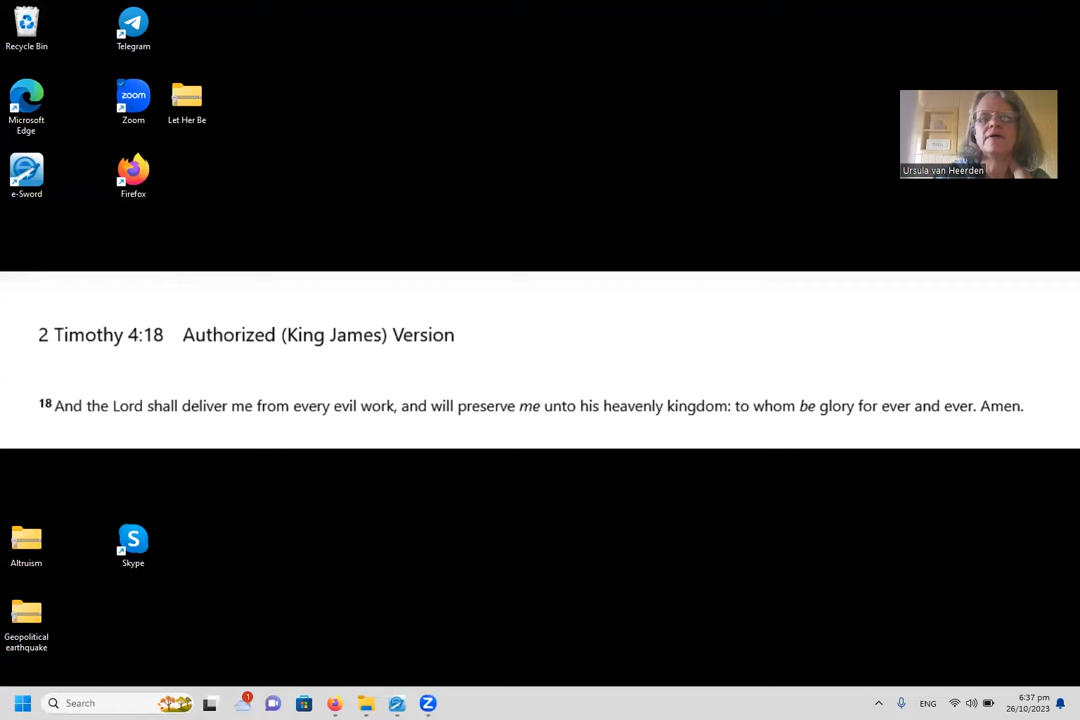 Recycle Bin
Telegram
Microsoft
Edge
zoom
Zoom
Let Her Be
e-Sword
Firefox
Ursula van Heerden
2 Timothy 4:18 Authorized (King James) Version
18 And the Lord shall deliver me from every evil work, and will preserve me unto his heavenly kingdom: to whom be glory for ever and ever. Amen.
Altruism
S
Skype
Geopolitical
earthquake
Search
1
ENG
6:37 pm
26/10/2023